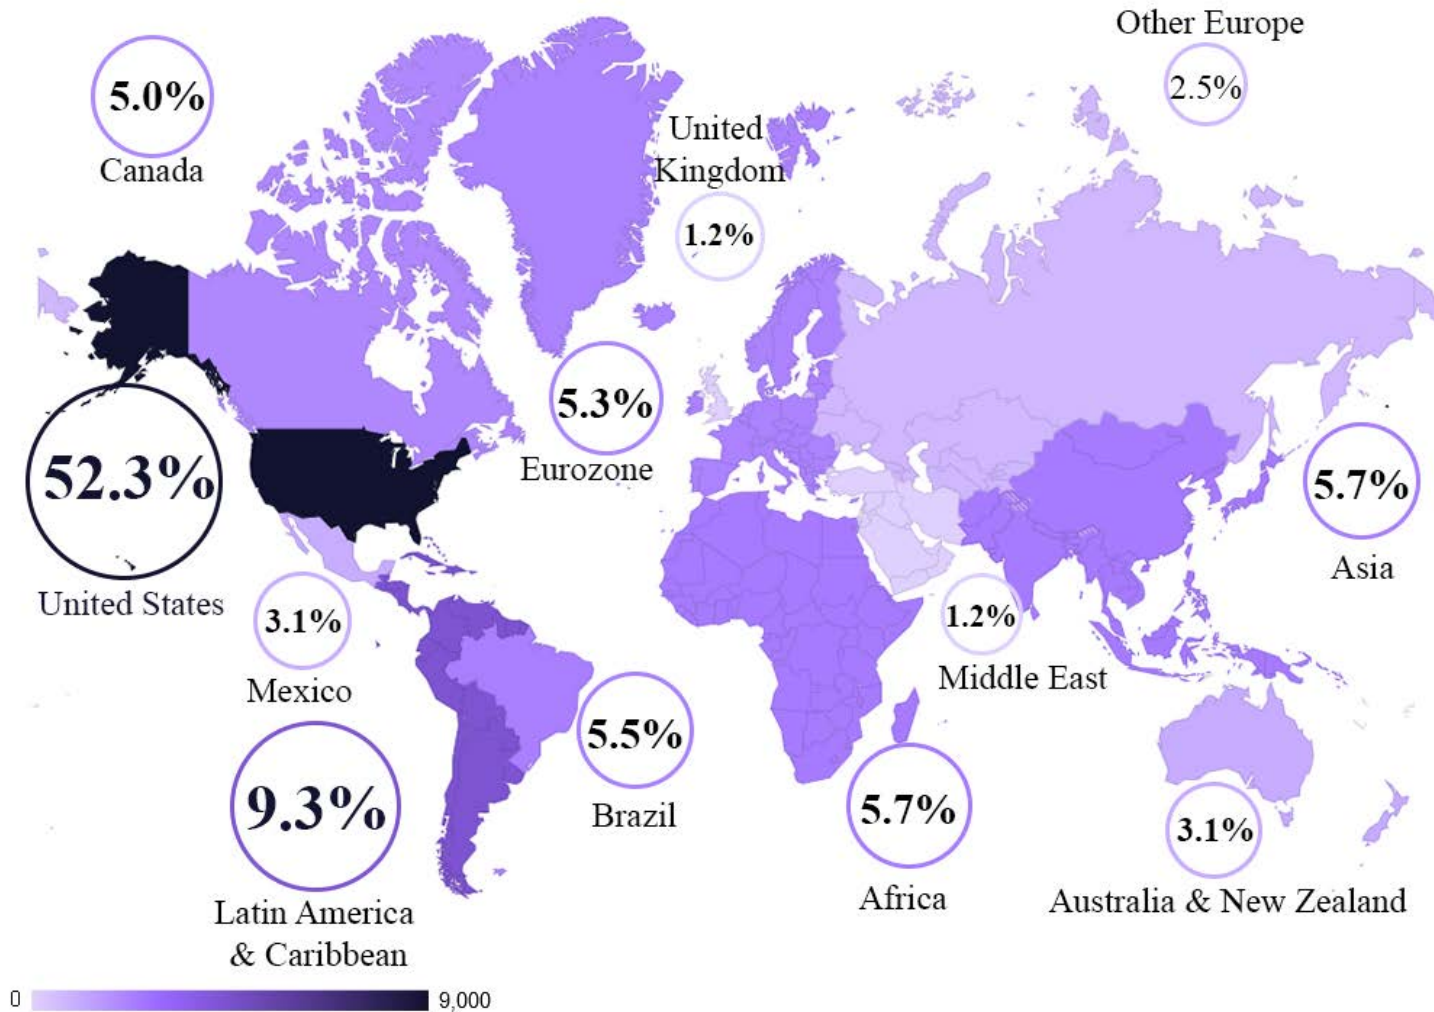 Other Europe
2.5%
5.0%
Canada
United
Kingdom
1.2%
5.3%
Eurozone
52.3%
United States
5.7%
Asia
3.1%
Mexico
1.2%
Middle East
9.3%
Latin America
& Caribbean
5.5%
Brazil
5.7%
Africa
3.1%
Australia & New Zealand
0
9,000